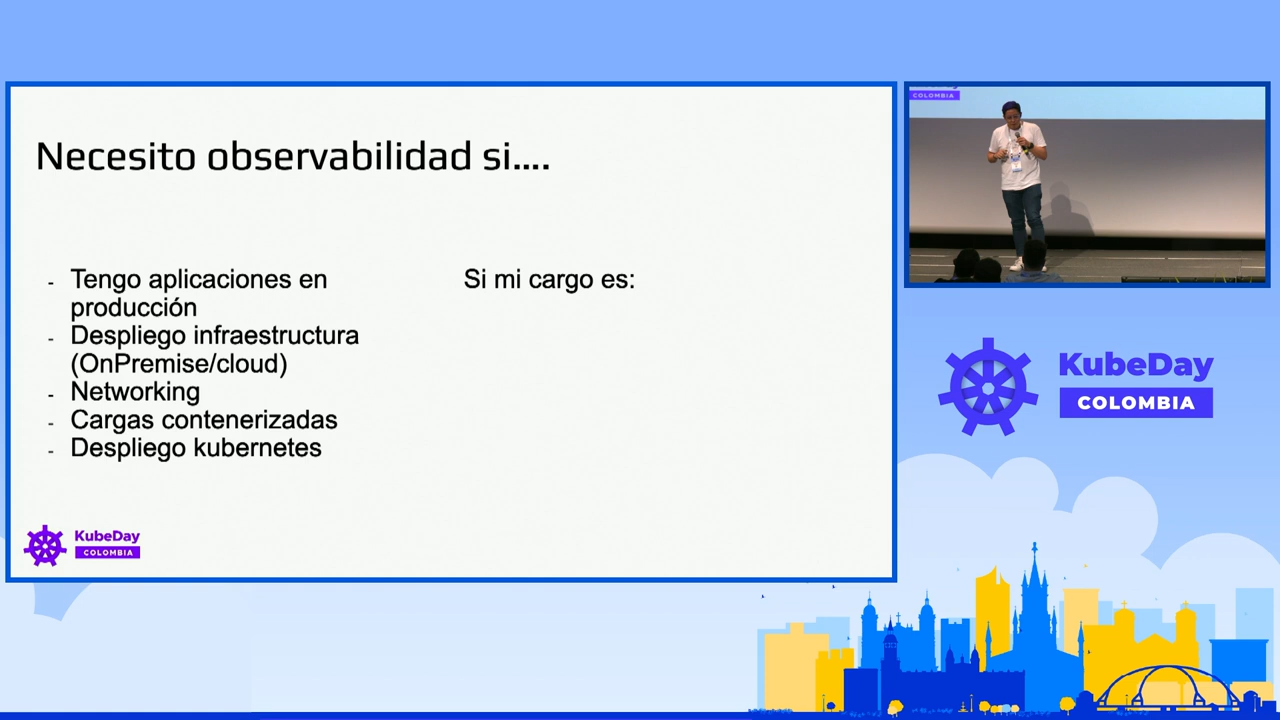 Necesito observabilidad si....
- Tengo aplicaciones en
producción
- Despliego infraestructura
(OnPremise/cloud)
- Networking
- Cargas contenerizadas
- Despliego kubernetes
Si mi cargo es:
KubeDay
COLOMBIA
COLOMBIA
KubeDay
COLOMBIA